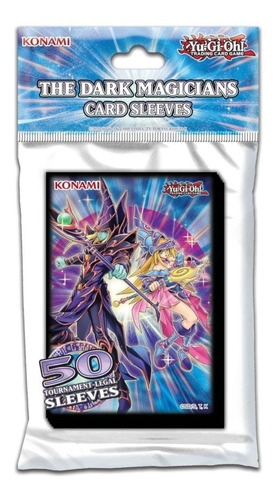 KONAMI
Yu-Gi-Oh!
TRADING CARD GAME
THE DARK MAGICIANS
CARD SLEEVES
KONAMI
Yu-Gi-Oh!
50
TOURNAMENT-LEGAL
SLEEVES